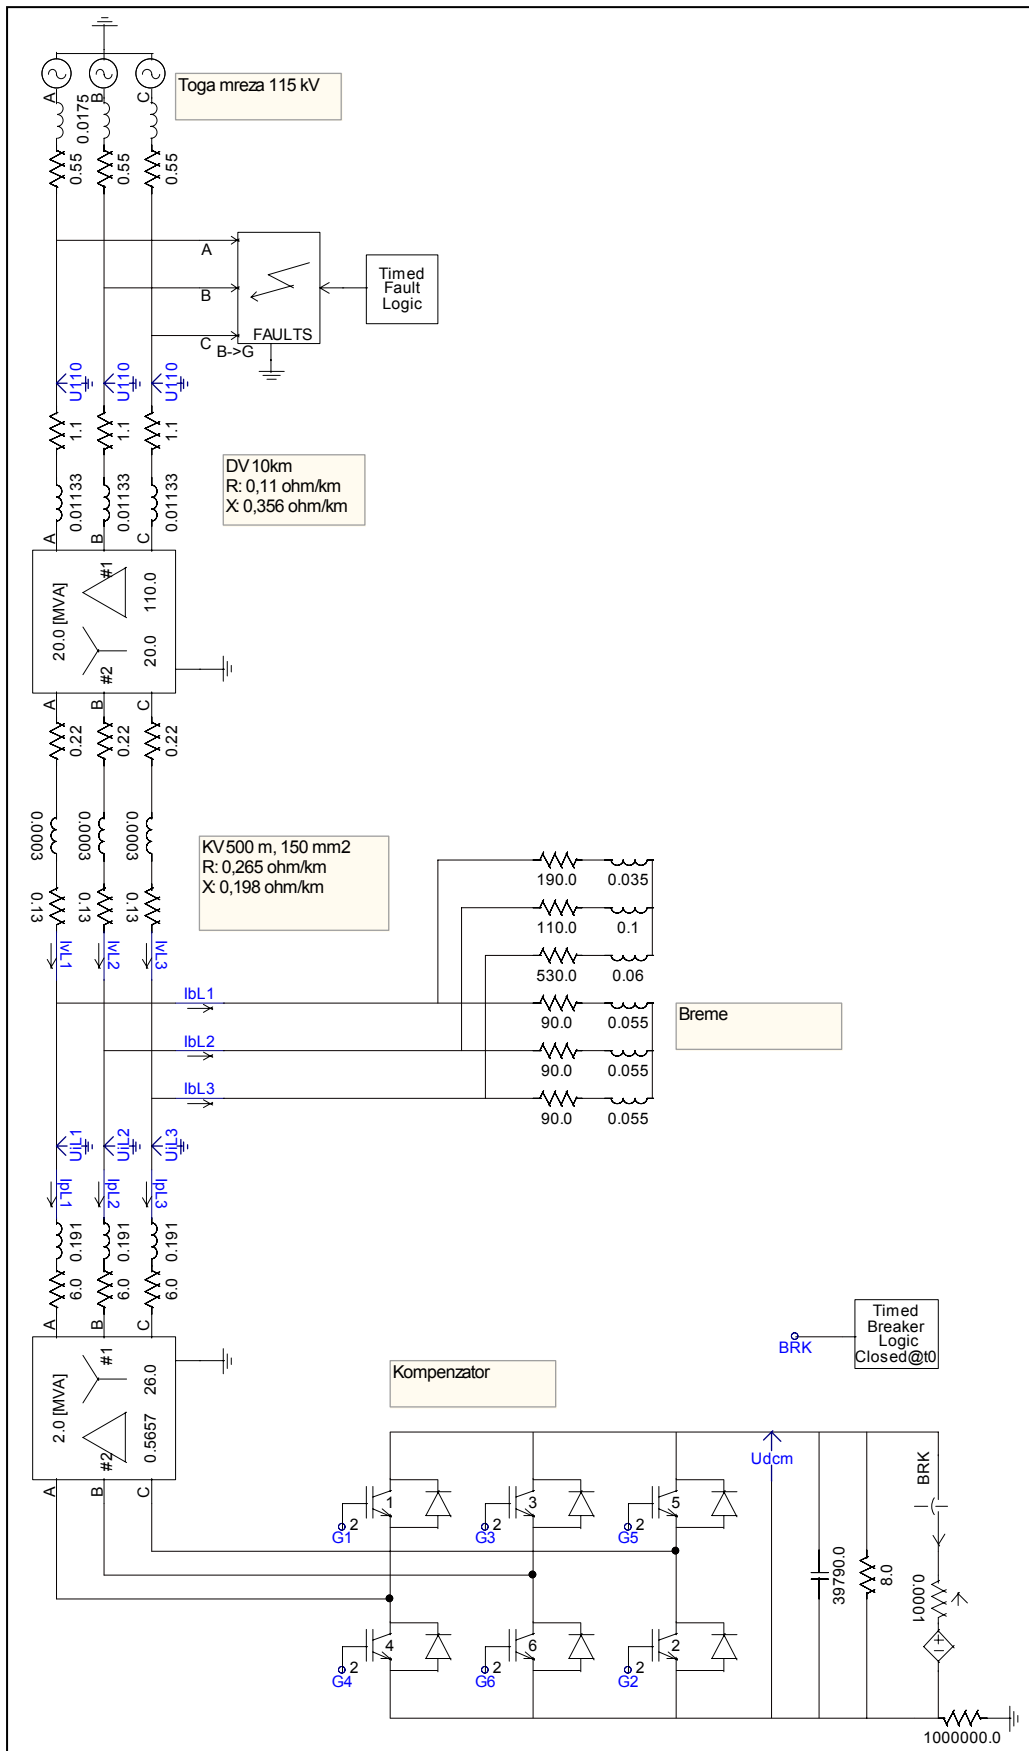 A
B
C
0.0175
0.55
0.55
0.55
Toga mreza 115 kV
A
B
C
B->G
FAULTS
Timed
Fault
Logic
U110
U110
U110
1.1
1.1
1.1
0.01133
0.01133
0.01133
DV 10km
R: 0,11 ohm/km
X: 0,356 ohm/km
A
B
C
20.0 [MVA]
#1
110.0
#2
20.0
A
B
C
0.22
0.22
0.22
0.0003
0.0003
0.0003
0.13
0.13
0.13
KV 500 m, 150 mm2
R: 0,265 ohm/km
X: 0,198 ohm/km
IvL1
IvL2
IvL3
190.0
0.035
110.0
0.1
530.0
0.06
90.0
0.055
90.0
0.055
90.0
0.055
Breme
IbL1
IbL2
IbL3
UiL1
UiL2
UiL3
IpL1
IpL2
IpL3
0.191
0.191
0.191
6.0
6.0
6.0
A
B
C
2.0 [MVA]
#1
26.0
#2
0.5657
A
B
C
Kompenzator
Timed
Breaker
Logic
Closed@t0
BRK
Udcm
BRK
1
3
5
2
2
2
G1
G3
G5
39790.0
8.0
0.0001
4
6
2
2
2
2
G4
G6
G2
1000000.0